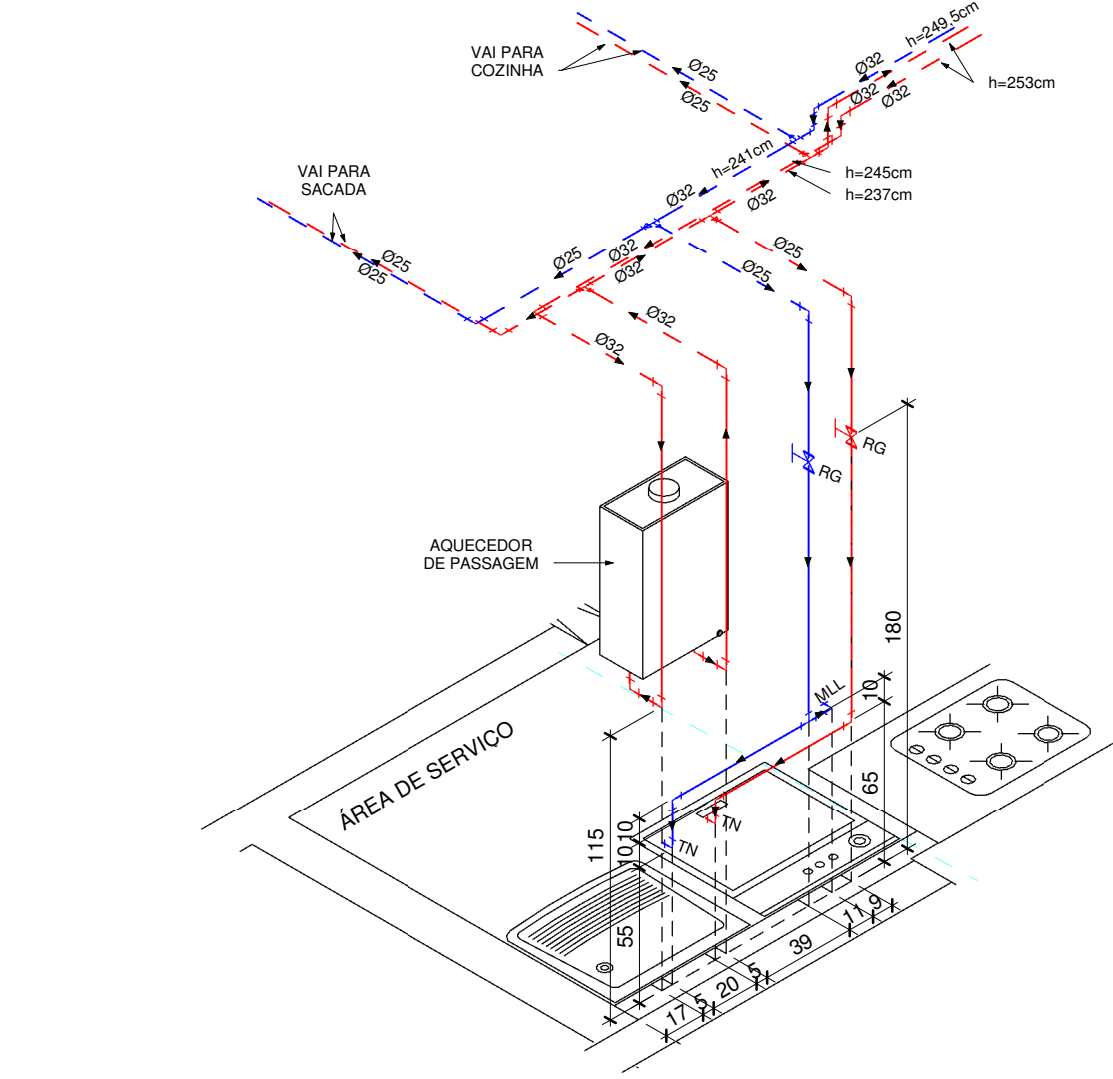 h=249,5cm
VAI PARA
COZINHA
Ø25
Ø25
Ø32
Ø32
Ø32
h=253cm
h=241cm
h=245cm
h=237cm
VAI PARA
SACADA
Ø32
Ø32
Ø25
Ø25
Ø25
Ø32
Ø32
Ø25
Ø25
Ø32
Ø32
RG
RG
AQUECEDOR
DE PASSAGEM
180
MLL
10
ÁREA DE SERVIÇO
65
115
10
10
TN
TN
55
11
9
39
5
20
5
17